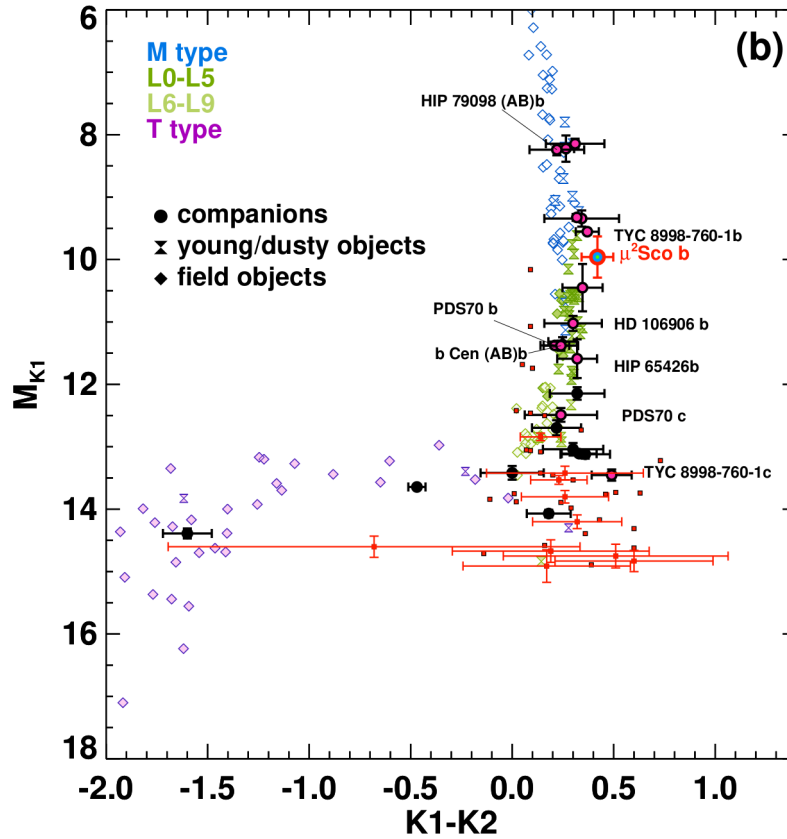 (b)
M type
L0-L5
L6-L9
T type
companions
young/dusty objects
field objects
HIP 79098 (AB)b
TYC 8998-760-1b
μ²Sco b
PDS70 b
HD 106906 b
b Cen (AB)b
HIP 65426b
PDS70 c
TYC 8998-760-1c
6
8
10
12
14
16
18
M_K1
-2.0 -1.5 -1.0 -0.5 0.0 0.5 1.0
K1-K2